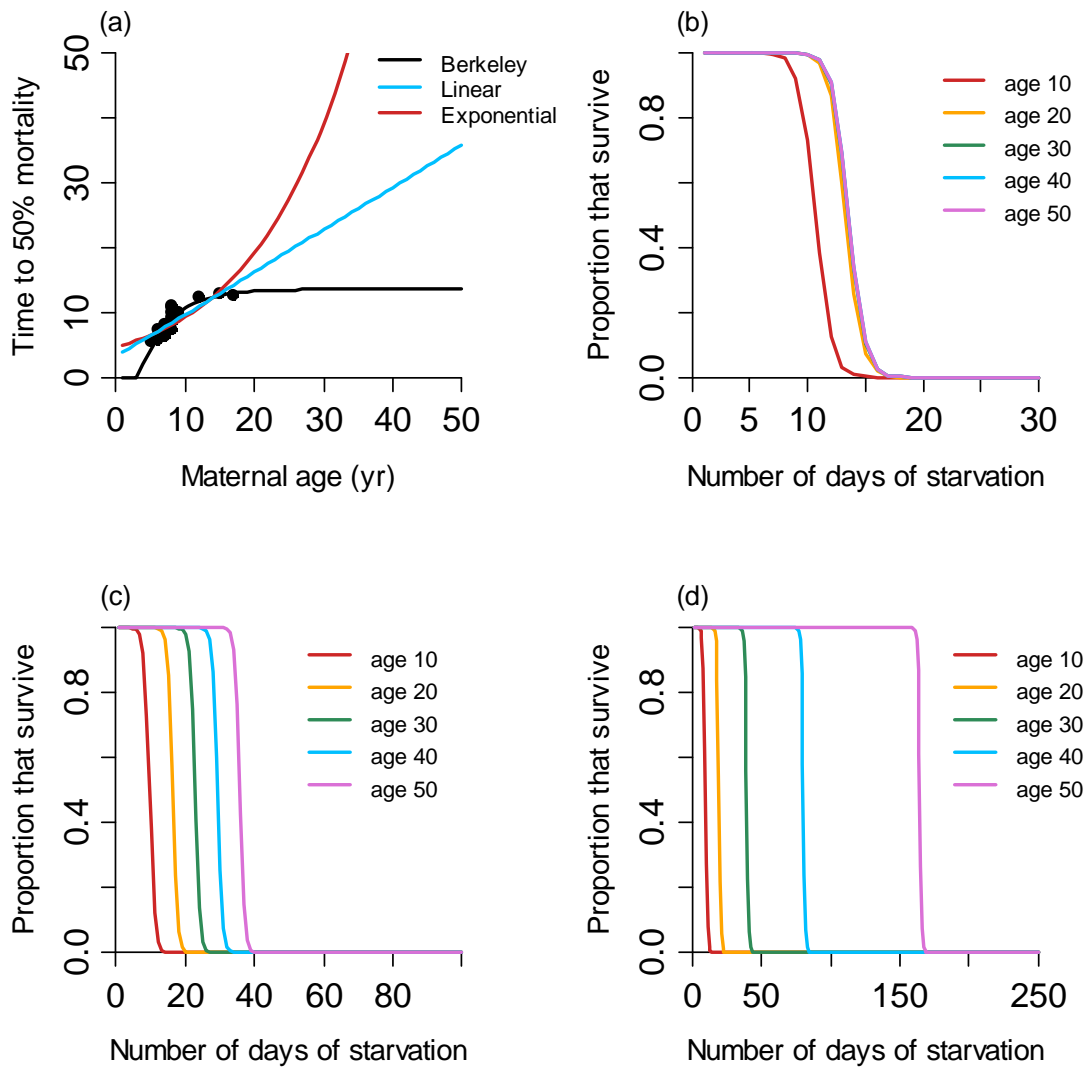 (a)
Time to 50% mortality
50
30
10
0
Berkeley
Linear
Exponential
0 10 20 30 40 50
Maternal age (yr)
(b)
Proportion that survive
0.8
0.4
0.0
age 10
age 20
age 30
age 40
age 50
0 5 10 20 30
Number of days of starvation
(c)
Proportion that survive
0.8
0.4
0.0
age 10
age 20
age 30
age 40
age 50
0 20 40 60 80
Number of days of starvation
(d)
Proportion that survive
0.8
0.4
0.0
age 10
age 20
age 30
age 40
age 50
0 50 150 250
Number of days of starvation